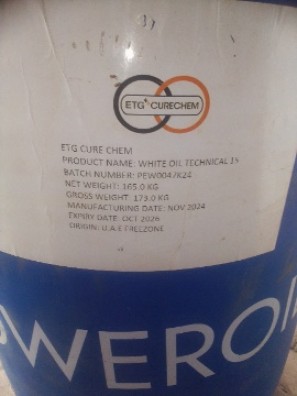 ETG CURECHEM
ETG CURE CHEM
PRODUCT NAME: WHITE OIL TECHNICAL 15
BATCH NUMBER: PEW0047K24
NET WEIGHT: 165.0 KG
GROSS WEIGHT: 173.0 KG
MANUFACTURING DATE: NOV 2024
EXPIRY DATE: OCT 2026
ORIGIN: U.A.E FREEZONE
OWEROIL